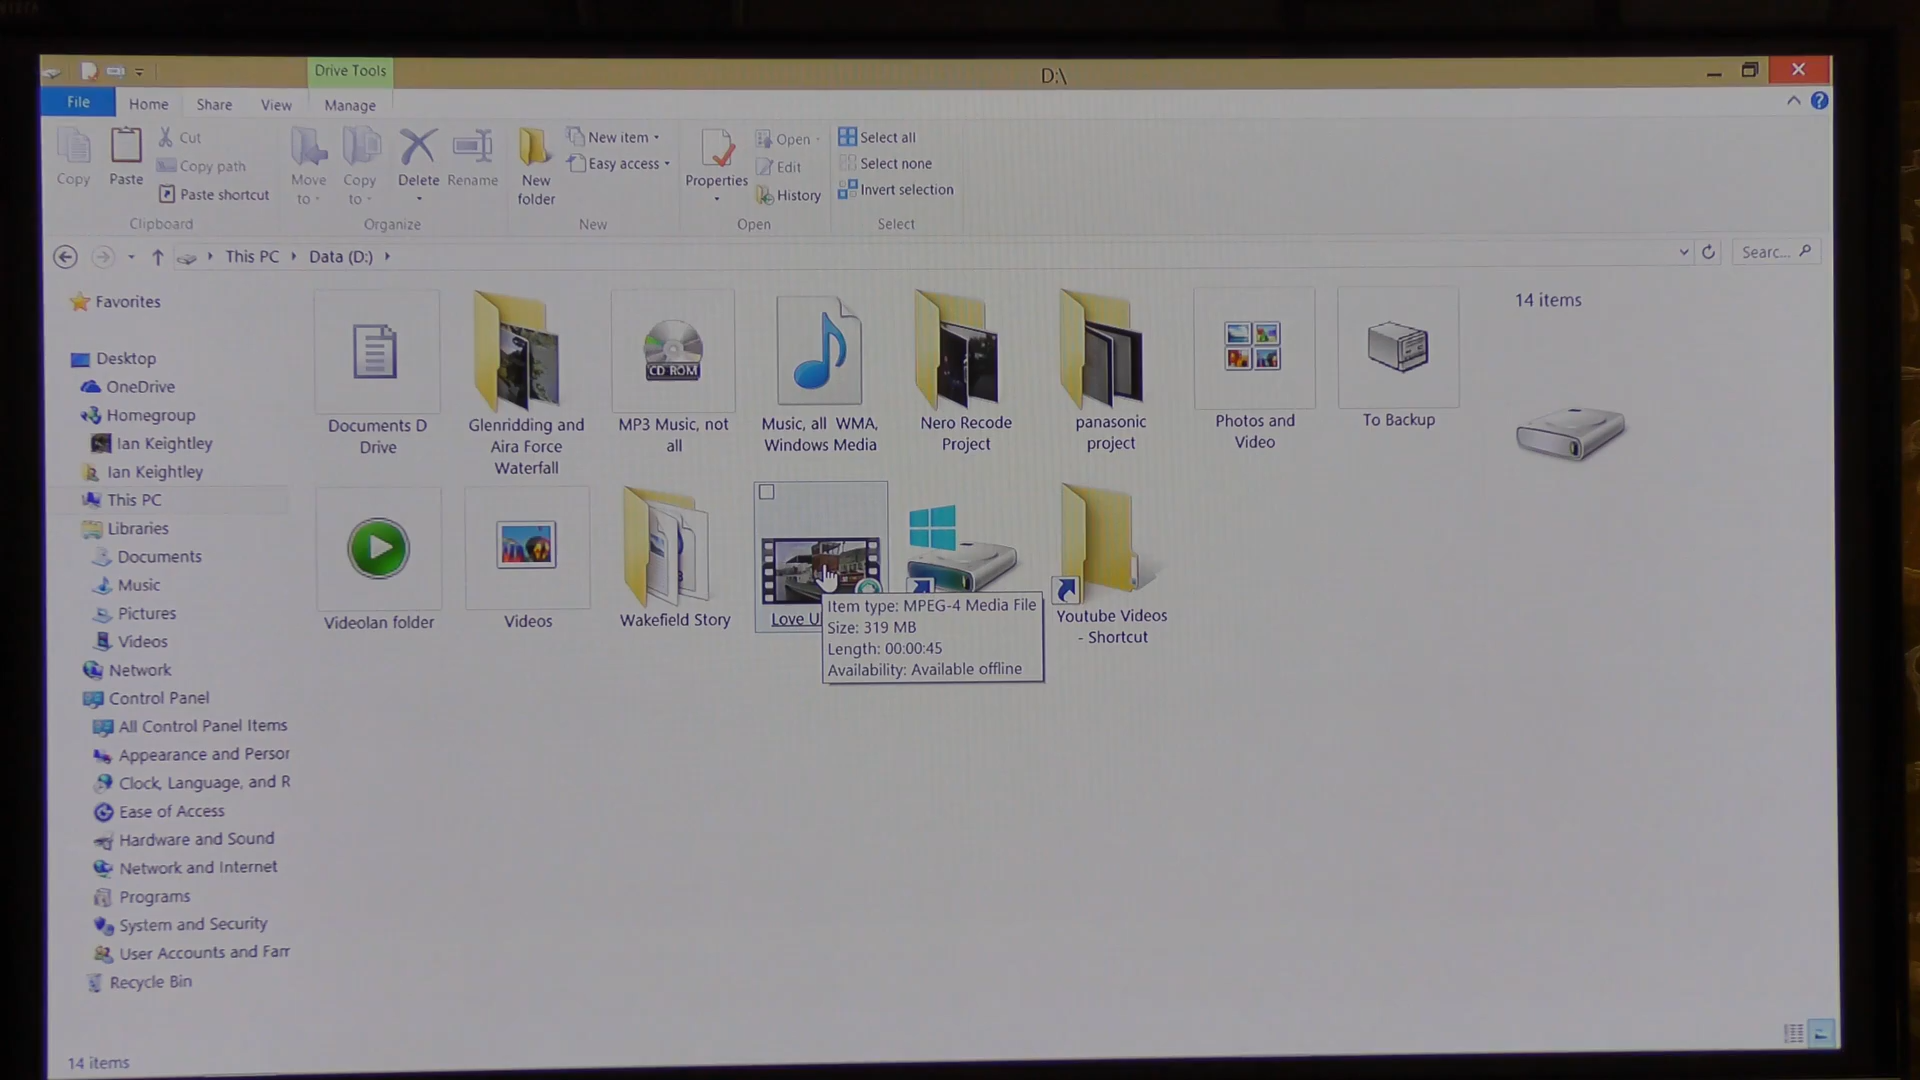 Drive Tools
D:\
File
Home
Share
View
Manage
Copy
Paste
Cut
Copy path
Paste shortcut
Clipboard
Move to
Copy to
Delete
Rename
Organize
New folder
New item
Easy access
New
Properties
Open
Edit
History
Open
Select all
Select none
Invert selection
Select
This PC
Data (D:)
Searc...
Favorites
Desktop
OneDrive
Homegroup
Ian Keightley
Ian Keightley
This PC
Libraries
Documents
Music
Pictures
Videos
Network
Control Panel
All Control Panel Items
Appearance and Person
Clock, Language, and R
Ease of Access
Hardware and Sound
Network and Internet
Programs
System and Security
User Accounts and Fam
Recycle Bin
14 items
Documents D
Drive
Glenridding and
Aira Force
Waterfall
CD ROM
MP3 Music, not
all
Music, all WMA,
Windows Media
Nero Recode
Project
panasonic
project
Photos and
Video
To Backup
14 items
Videolan folder
Videos
Wakefield Story
Love U
Item type: MPEG-4 Media File
Size: 319 MB
Length: 00:00:45
Availability: Available offline
Youtube Videos
- Shortcut